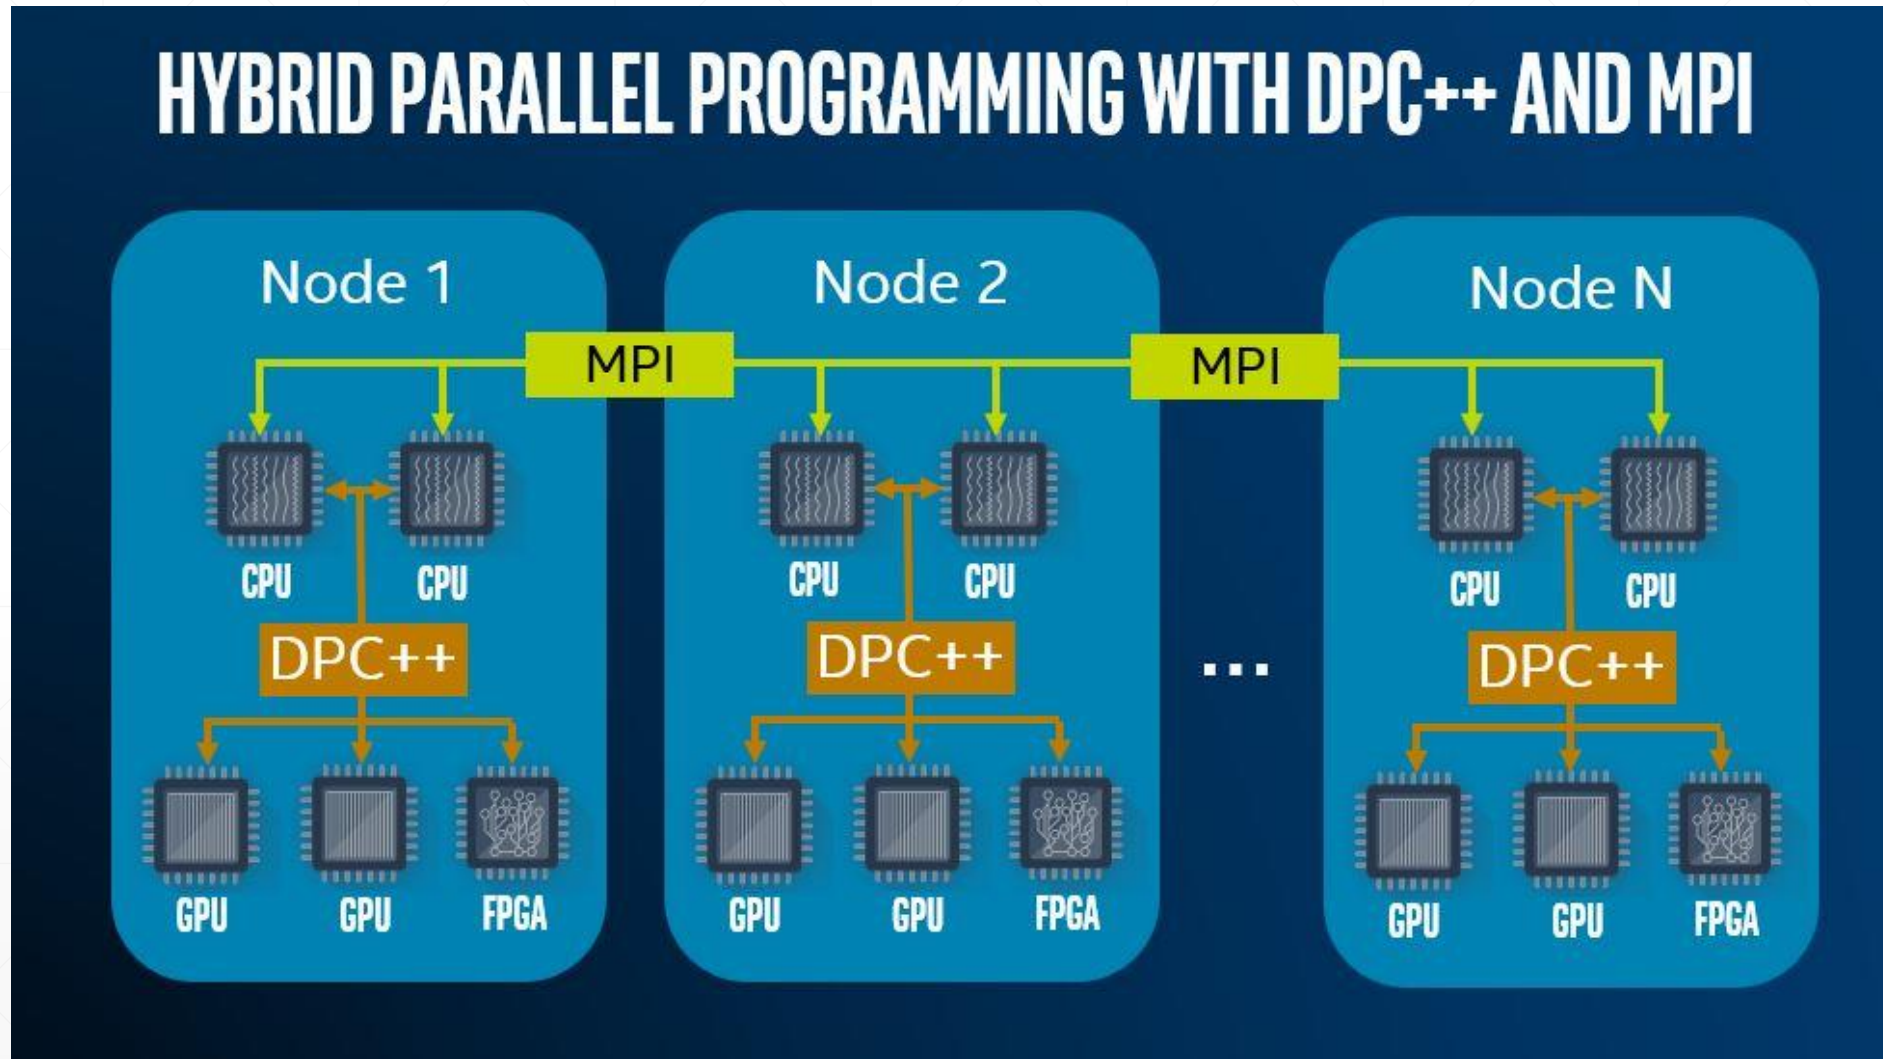 HYBRID PARALLEL PROGRAMMING WITH DPC++ AND MPI
Node 1
Node 2
Node N
MPI
MPI
CPU
CPU
CPU
CPU
CPU
CPU
DPC++
DPC++
DPC++
...
GPU
GPU
FPGA
GPU
GPU
FPGA
GPU
GPU
FPGA